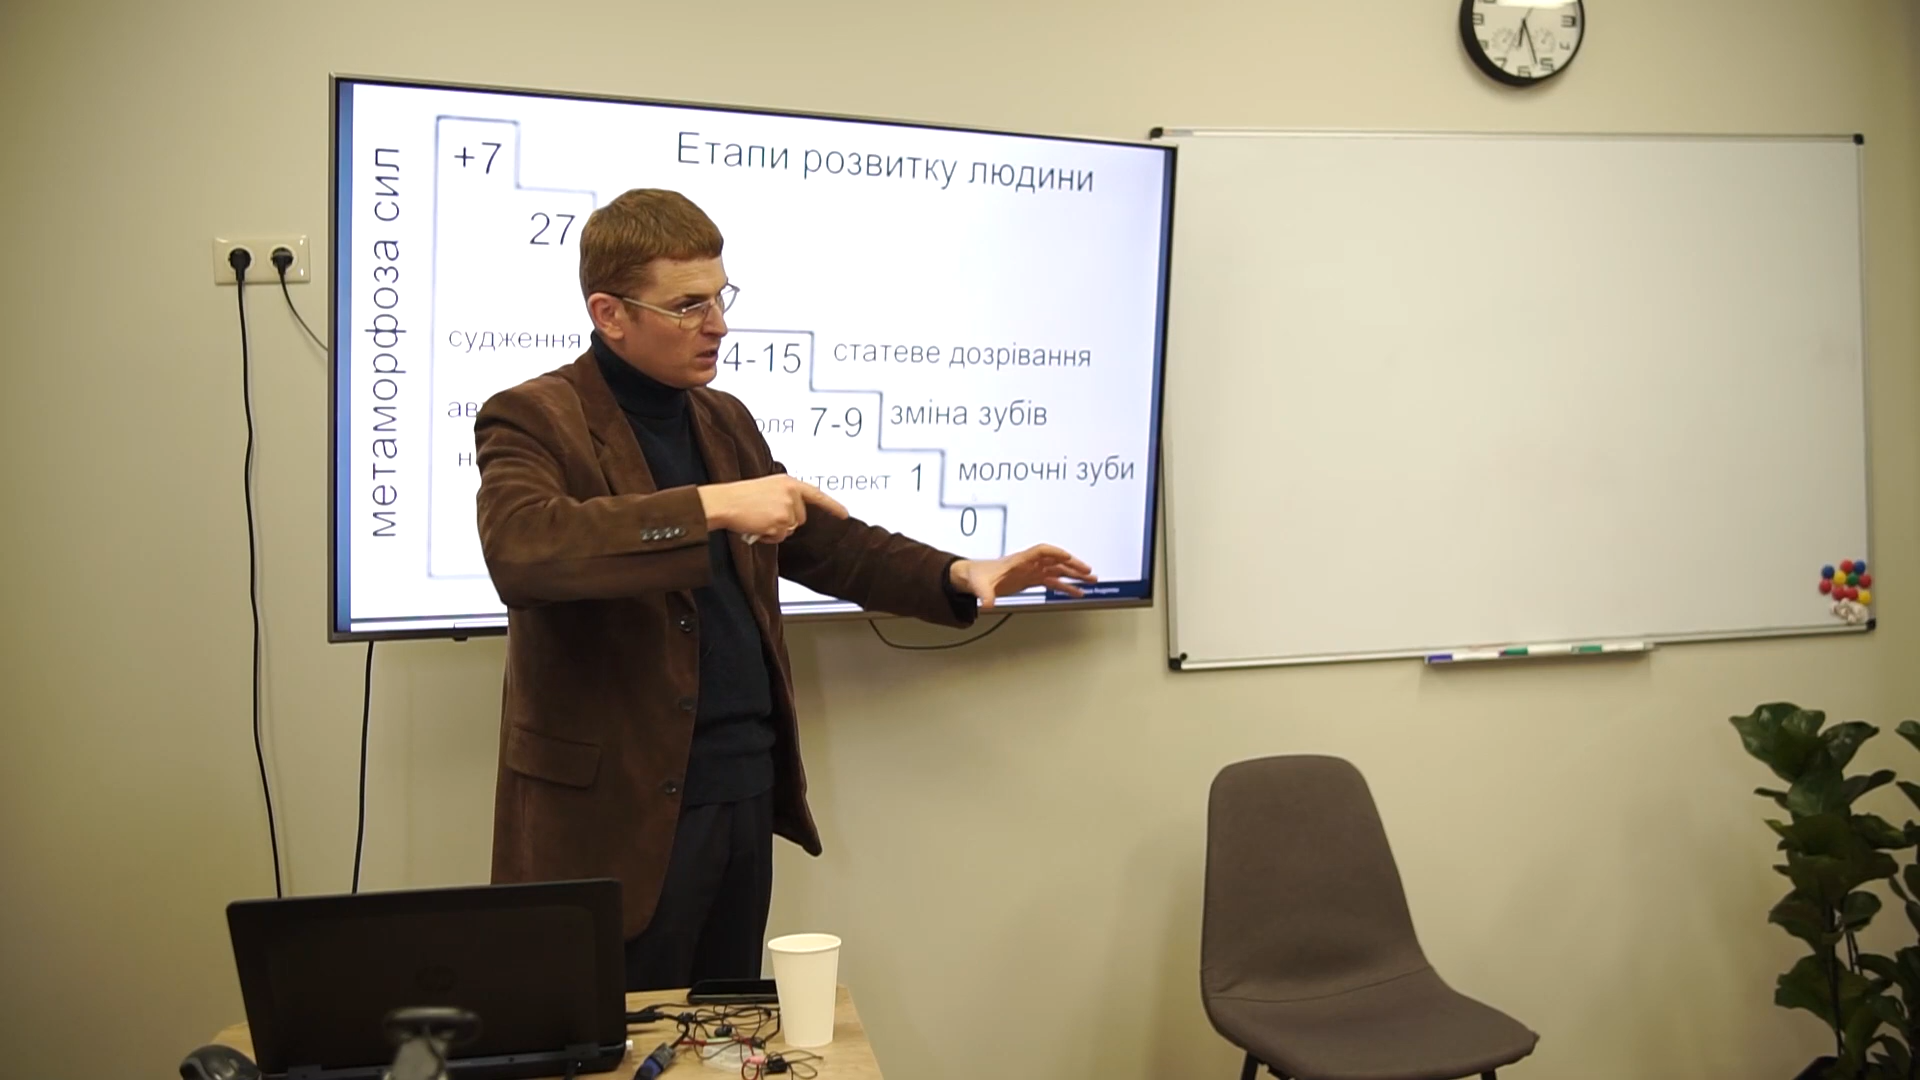 Етапи розвитку людини
метаморфоза сил
+7
27
судження
4-15 статеве дозрівання
7-9 зміна зубів
1 молочні зуби
0